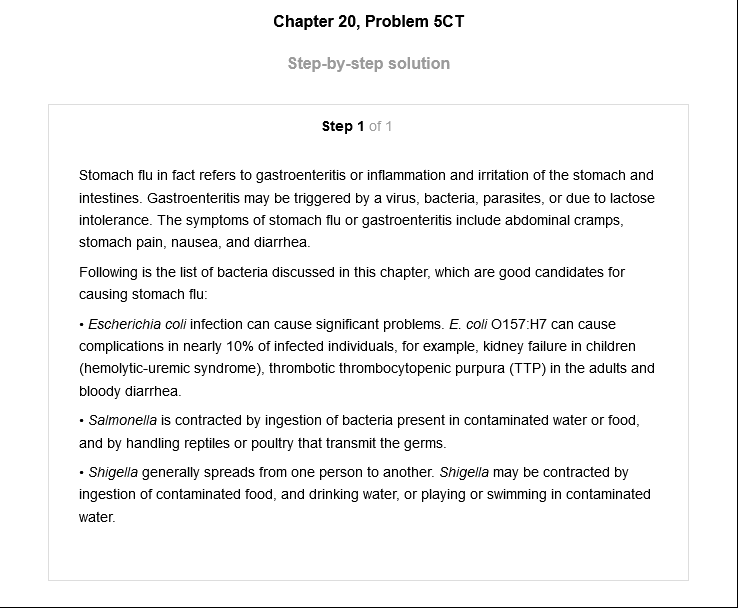 Chapter 20, Problem 5CT
Step-by-step solution
Step 1 of 1
Stomach flu in fact refers to gastroenteritis or inflammation and irritation of the stomach and
intestines. Gastroenteritis may be triggered by a virus, bacteria, parasites, or due to lactose
intolerance. The symptoms of stomach flu or gastroenteritis include abdominal cramps,
stomach pain, nausea, and diarrhea.
Following is the list of bacteria discussed in this chapter, which are good candidates for
causing stomach flu:
• Escherichia coli infection can cause significant problems. E. coli O157:H7 can cause
complications in nearly 10% of infected individuals, for example, kidney failure in children
(hemolytic-uremic syndrome), thrombotic thrombocytopenic purpura (TTP) in the adults and
bloody diarrhea.
• Salmonella is contracted by ingestion of bacteria present in contaminated water or food,
and by handling reptiles or poultry that transmit the germs.
• Shigella generally spreads from one person to another. Shigella may be contracted by
ingestion of contaminated food, and drinking water, or playing or swimming in contaminated
water.